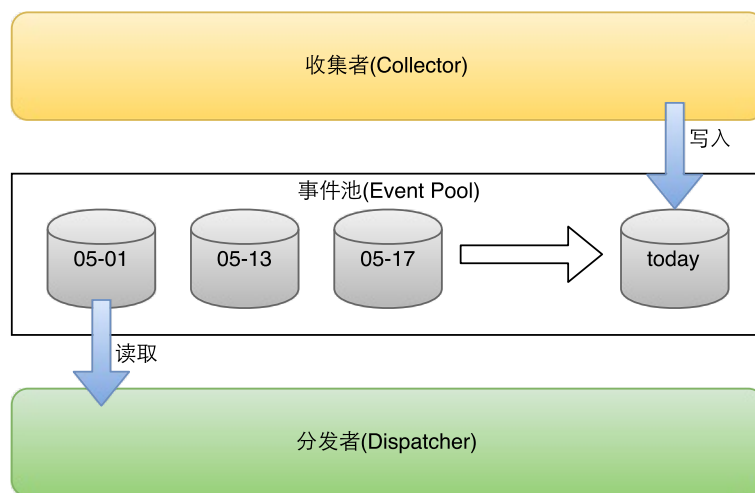 收集者(Collector)
写入
事件池(Event Pool)
05-01
05-13
05-17
today
读取
分发者(Dispatcher)